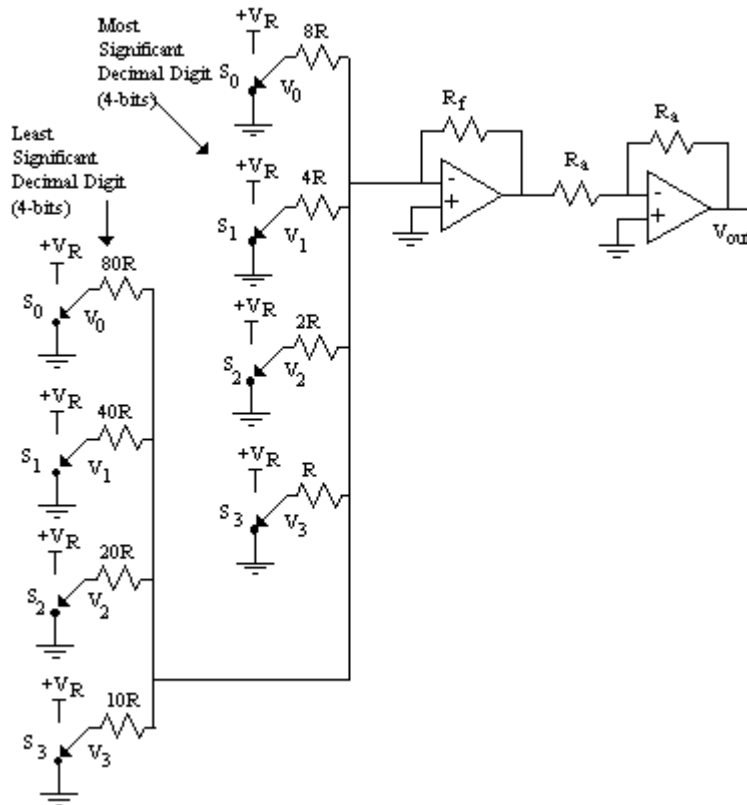 Most
Significant
Decimal Digit
(4-bits)
Least
Significant
Decimal Digit
(4-bits)
+VR
8R
S0
V0
+VR
4R
S1
V1
+VR
2R
S2
V2
+VR
R
S3
V3
+VR
80R
S0
V0
+VR
40R
S1
V1
+VR
20R
S2
V2
+VR
10R
S3
V3
Rf
-
+
Ra
Ra
-
+
Vout